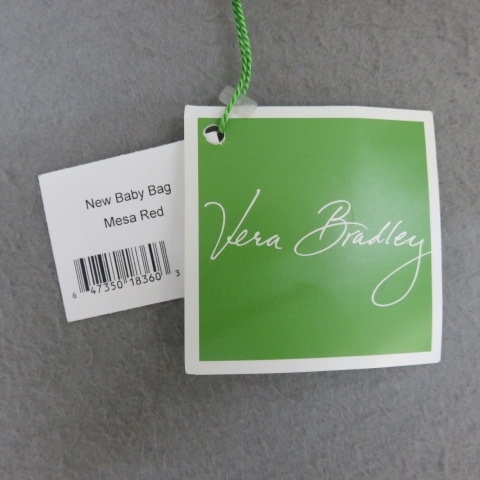 New Baby Bag
Mesa Red
6 47350 18360 3
Vera Bradley